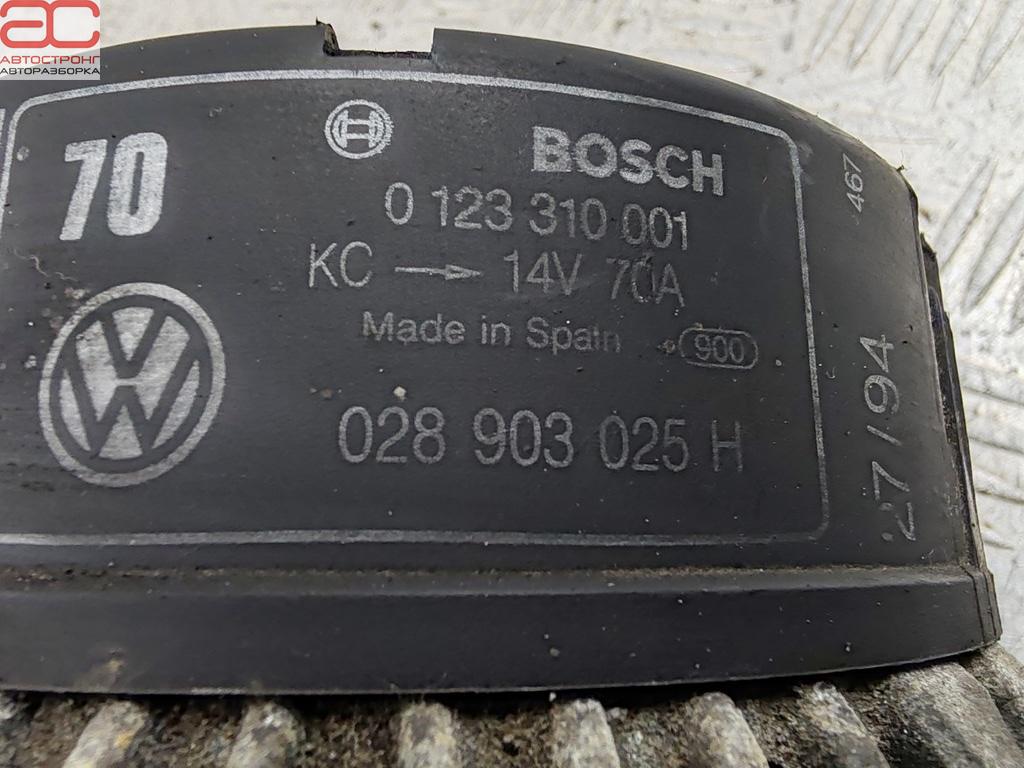 АС
АВТОСТРОНГ
АВТОРАЗБОРКА
70
BOSCH
0 123 310 001
KC → 14V 70A
Made in Spain 900
028 903 025 H
467
27/94